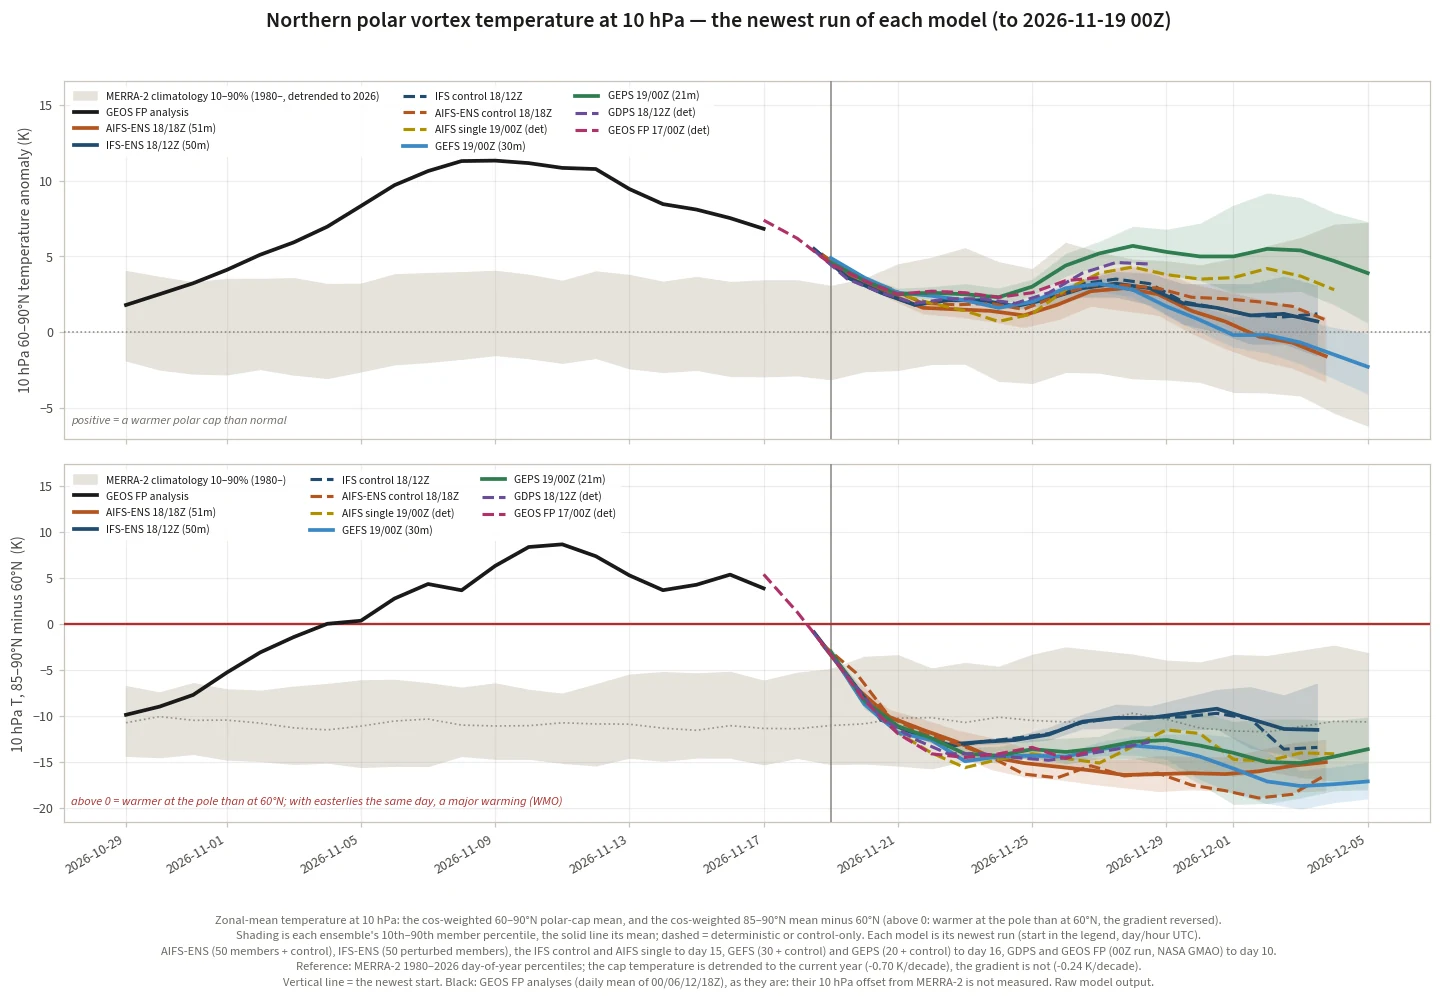 Northern polar vortex temperature at 10 hPa — the newest run of each model (to 2026-11-19 00Z)
10 hPa 60–90°N temperature anomaly (K)
15
10
5
0
−5
MERRA-2 climatology 10–90% (1980–, detrended to 2026)
GEOS FP analysis
AIFS-ENS 18/18Z (51m)
IFS-ENS 18/12Z (50m)
IFS control 18/12Z
AIFS-ENS control 18/18Z
AIFS single 19/00Z (det)
GEFS 19/00Z (30m)
GEPS 19/00Z (21m)
GDPS 18/12Z (det)
GEOS FP 17/00Z (det)
positive = a warmer polar cap than normal
10 hPa T, 85–90°N minus 60°N (K)
15
10
5
0
−5
−10
−15
−20
MERRA-2 climatology 10–90% (1980–)
GEOS FP analysis
AIFS-ENS 18/18Z (51m)
IFS-ENS 18/12Z (50m)
IFS control 18/12Z
AIFS-ENS control 18/18Z
AIFS single 19/00Z (det)
GEFS 19/00Z (30m)
GEPS 19/00Z (21m)
GDPS 18/12Z (det)
GEOS FP 17/00Z (det)
above 0 = warmer at the pole than at 60°N; with easterlies the same day, a major warming (WMO)
2026-10-29
2026-11-01
2026-11-05
2026-11-09
2026-11-13
2026-11-17
2026-11-21
2026-11-25
2026-11-29
2026-12-01
2026-12-05
Zonal-mean temperature at 10 hPa: the cos-weighted 60–90°N polar-cap mean, and the cos-weighted 85–90°N mean minus 60°N (above 0: warmer at the pole than at 60°N, the gradient reversed).
Shading is each ensemble's 10th–90th member percentile, the solid line its mean; dashed = deterministic or control-only. Each model is its newest run (start in the legend, day/hour UTC).
AIFS-ENS (50 members + control), IFS-ENS (50 perturbed members), the IFS control and AIFS single to day 15, GEFS (30 + control) and GEPS (20 + control) to day 16, GDPS and GEOS FP (00Z run, NASA GMAO) to day 10.
Reference: MERRA-2 1980–2026 day-of-year percentiles; the cap temperature is detrended to the current year (-0.70 K/decade), the gradient is not (-0.24 K/decade).
Vertical line = the newest start. Black: GEOS FP analyses (daily mean of 00/06/12/18Z), as they are: their 10 hPa offset from MERRA-2 is not measured. Raw model output.